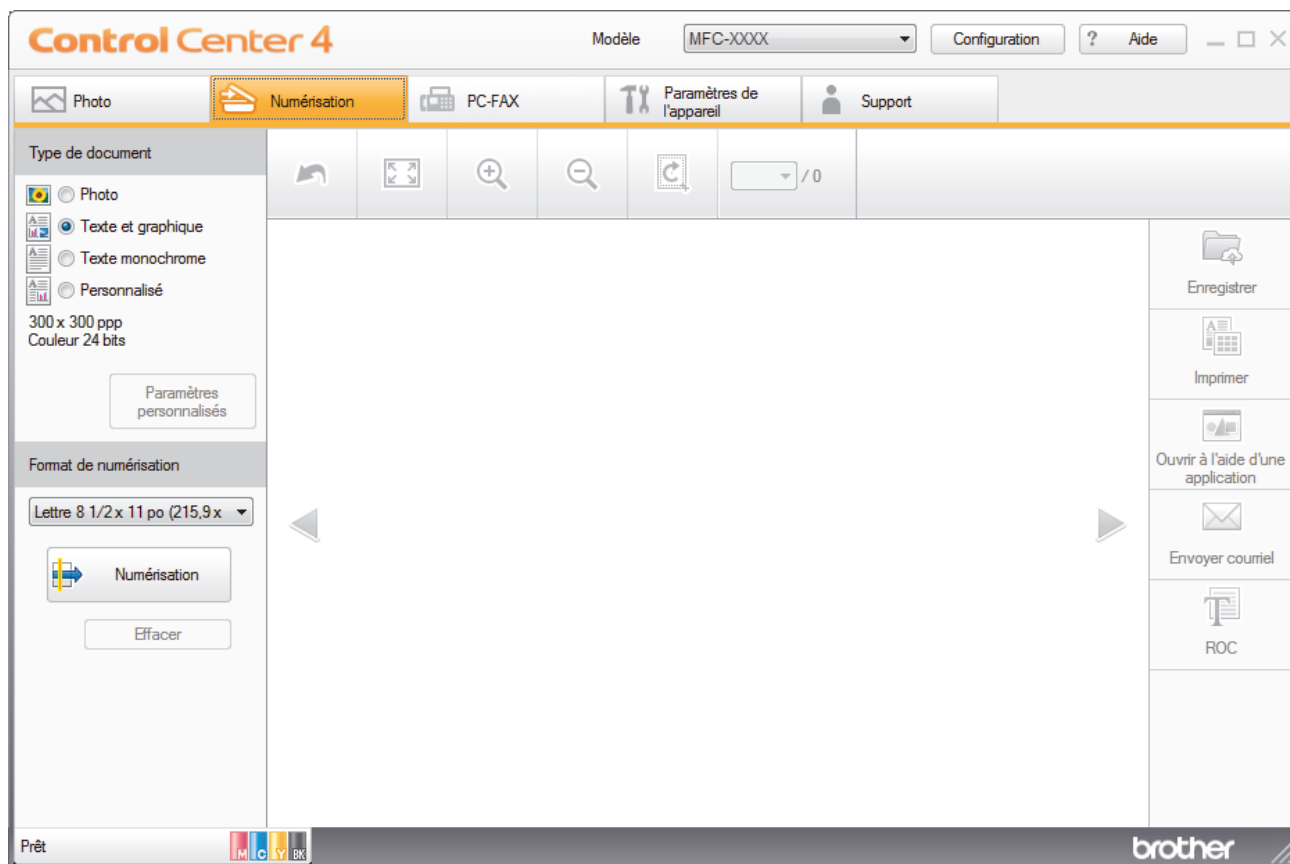 Control Center 4
Modèle
MFC-XXXX
Configuration
? Aide
Photo
Numérisation
PC-FAX
Paramètres de
l'appareil
Support
Type de document
Photo
Texte et graphique
Texte monochrome
Personnalisé
300 x 300 ppp
Couleur 24 bits
Paramètres
personnalisés
Format de numérisation
Lettre 8 1/2 x 11 po (215,9 x
Numérisation
Effacer
/ 0
Enregistrer
Imprimer
Ouvrir à l'aide d'une
application
Envoyer courriel
ROC
Prêt
M C Y BK
brother